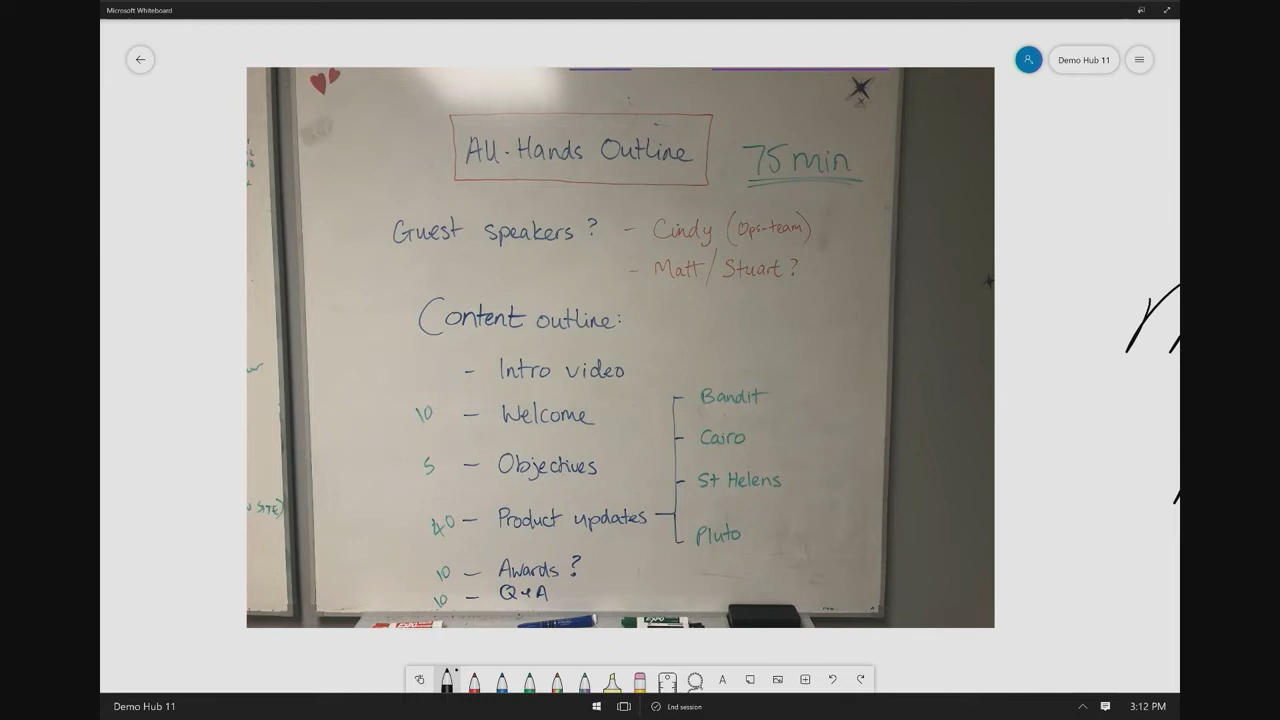 Microsoft Whiteboard
Demo Hub 11
All-Hands Outline
75 min
Guest speakers ? - Cindy (Ops-team)
- Matt / Stuart ?
Content outline:
- Intro video
10 - Welcome
5 - Objectives
40 - Product updates
Bandit
Cairo
St Helens
Pluto
10 - Awards ?
10 - Q+A
SITE)
EXPO
Demo Hub 11
End session
3:12 PM